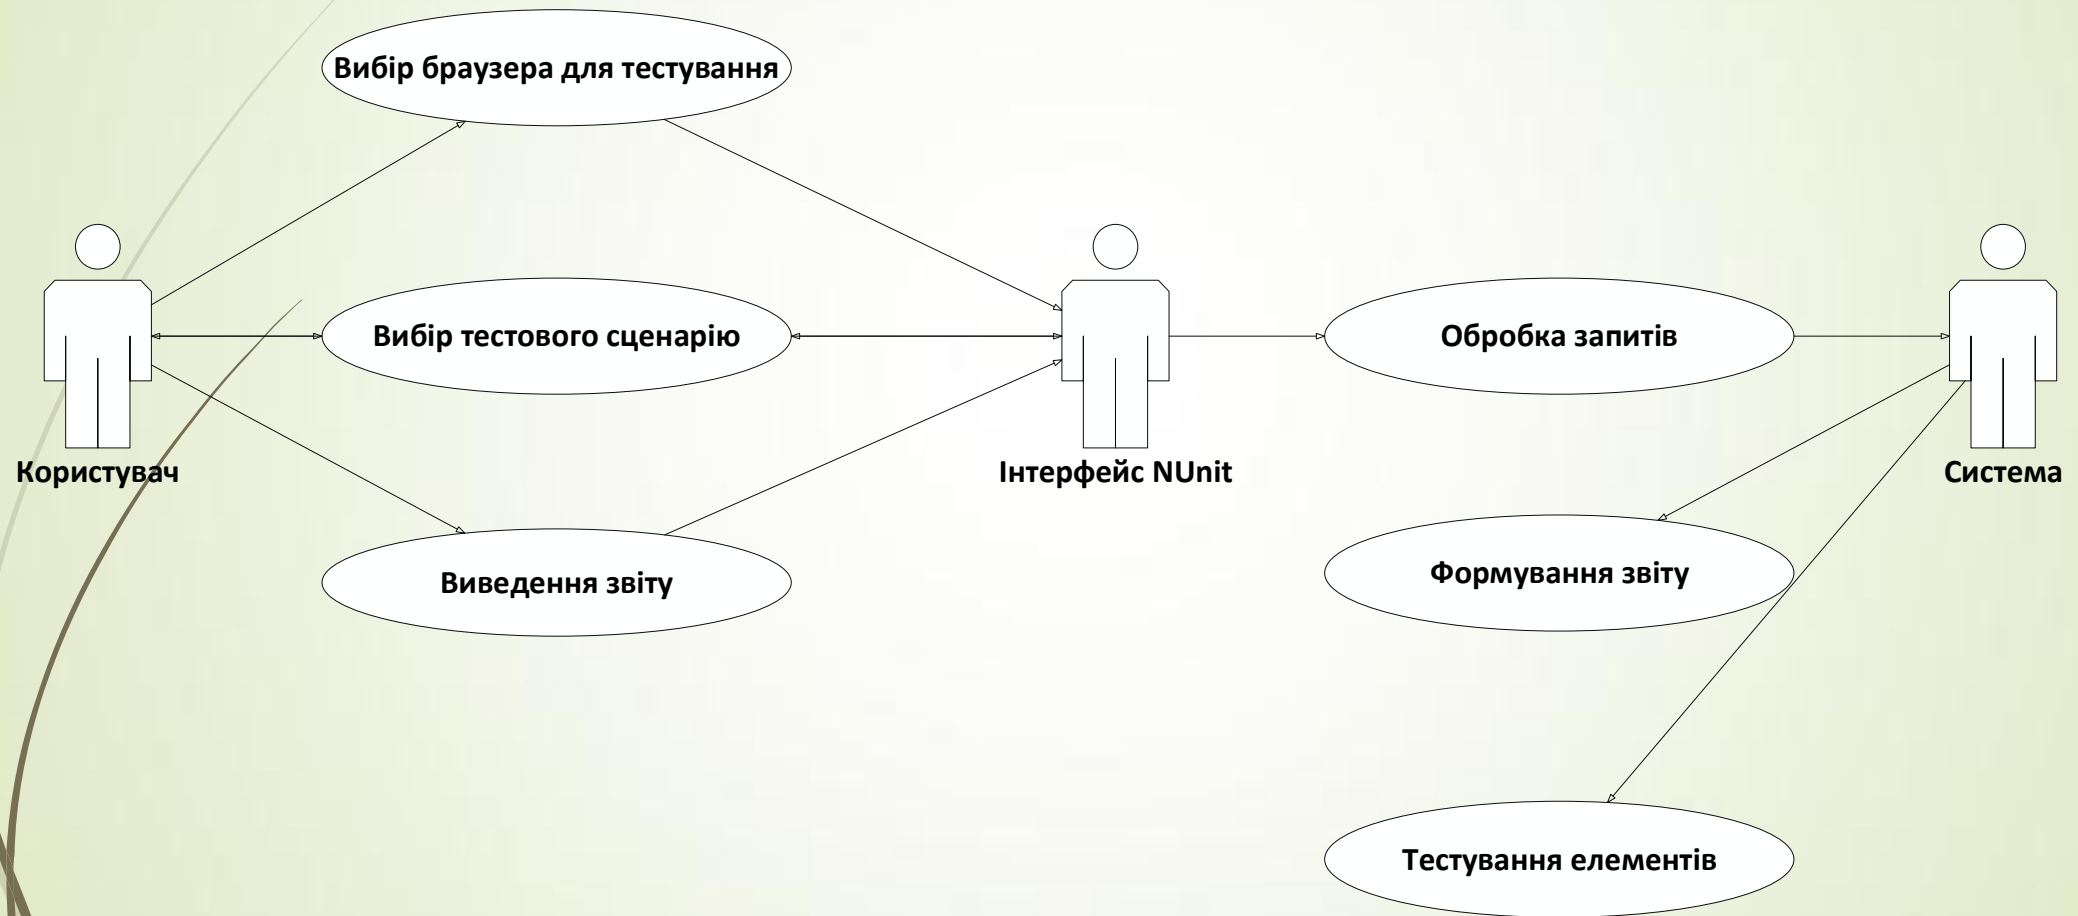 Вибір браузера для тестування
Вибір тестового сценарію
Обробка запитів
Користувач
Інтерфейс NUnit
Система
Виведення звіту
Формування звіту
Тестування елементів